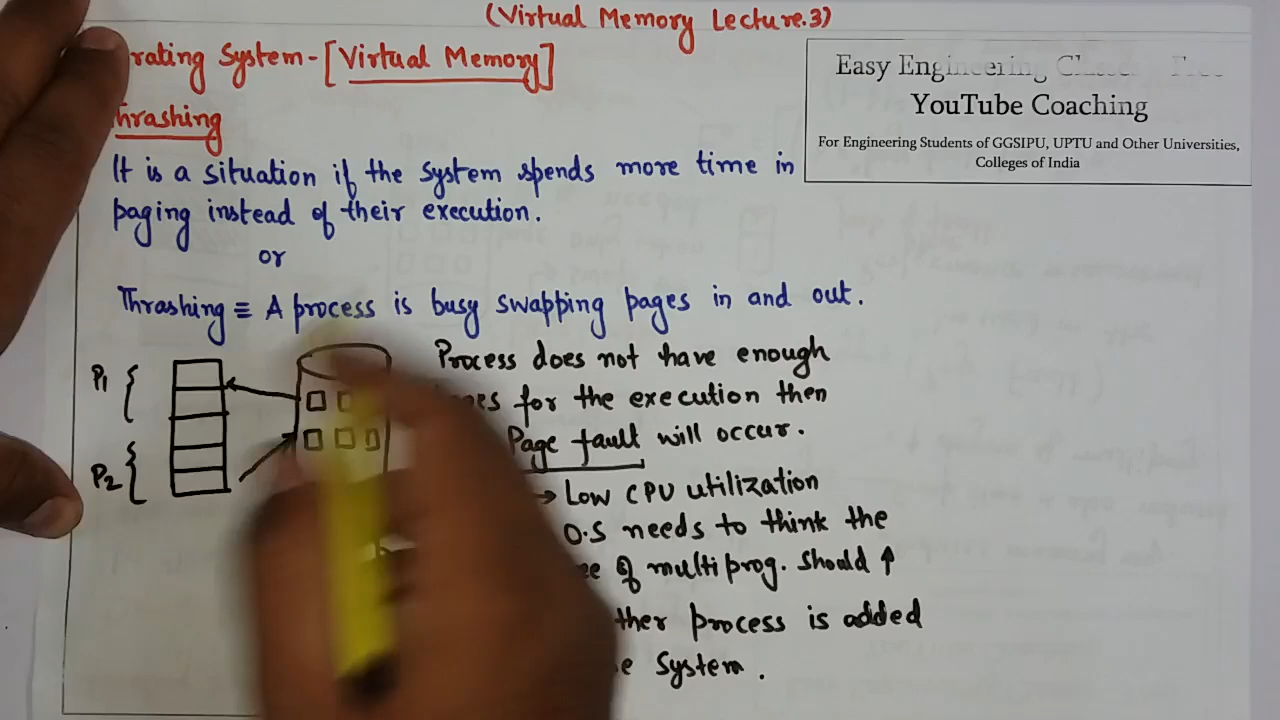 (Virtual Memory Lecture.3)
rating System-[Virtual Memory]
Easy Engineering
YouTube Coaching
For Engineering Students of GGSIPU, UPTU and Other Universities,
Colleges of India
Thrashing
It is a situation if the system spends more time in
paging instead of their execution.
or
Thrashing ≡ A process is busy swapping pages in and out.
P1
P2
Process does not have enough
for the execution then
Page fault will occur.
→ Low CPU utilization
O.S needs to think the
of multiprog. should ↑
ther process is added
System.